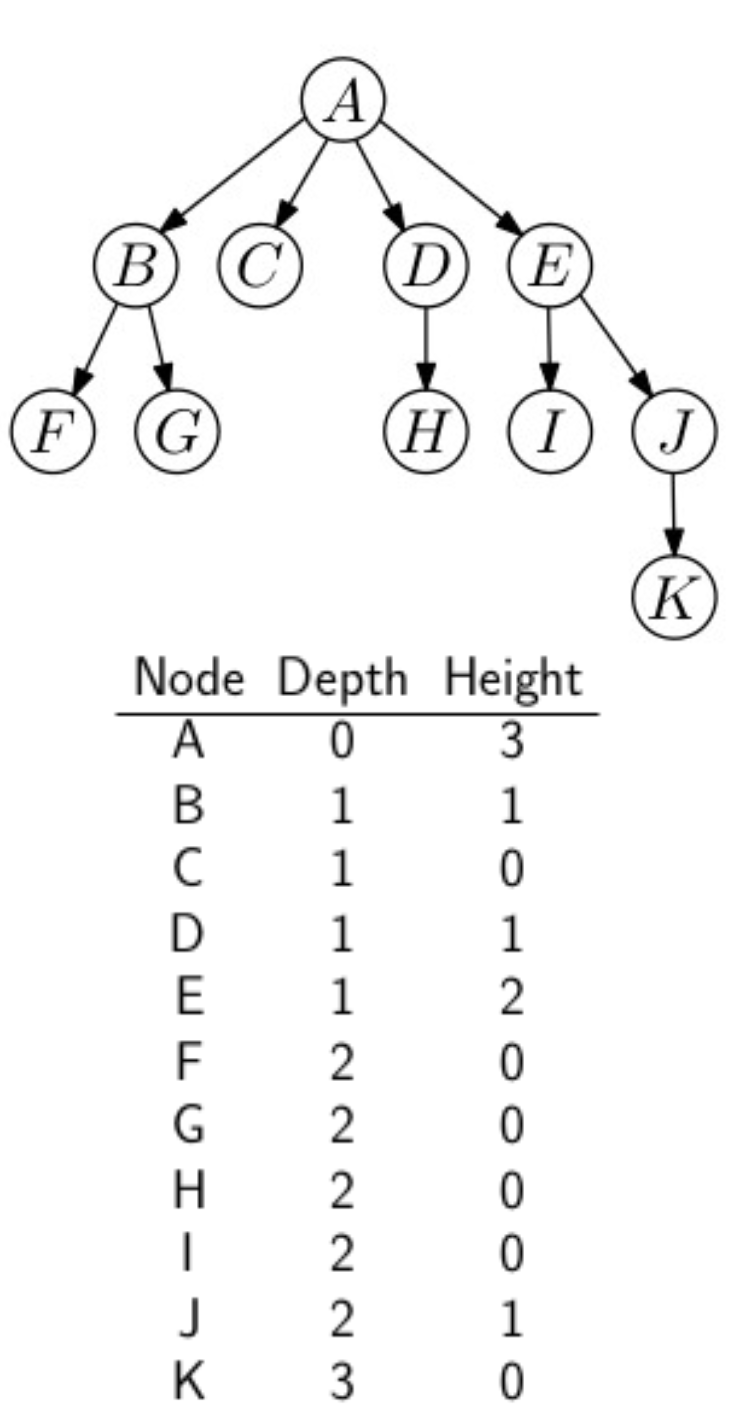 A
B C D E
F G H I J
K
Node Depth Height
A 0 3
B 1 1
C 1 0
D 1 1
E 1 2
F 2 0
G 2 0
H 2 0
I 2 0
J 2 1
K 3 0